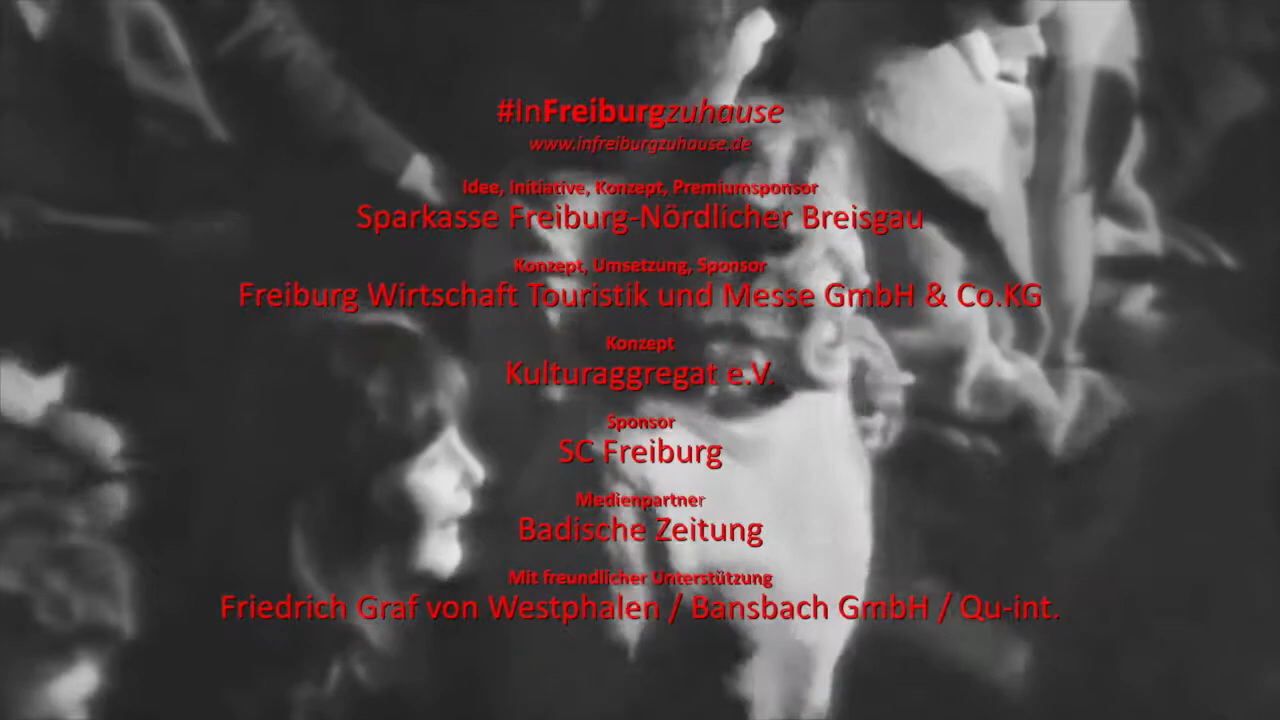 #InFreiburgzuhause
www.infreiburgzuhause.de
Idee, Initiative, Konzept, Premiumsponsor
Sparkasse Freiburg-Nördlicher Breisgau
Konzept, Umsetzung, Sponsor
Freiburg Wirtschaft Touristik und Messe GmbH & Co.KG
Konzept
Kulturaggregat e.V.
Sponsor
SC Freiburg
Medienpartner
Badische Zeitung
Mit freundlicher Unterstützung
Friedrich Graf von Westphalen / Bansbach GmbH / Qu-int.